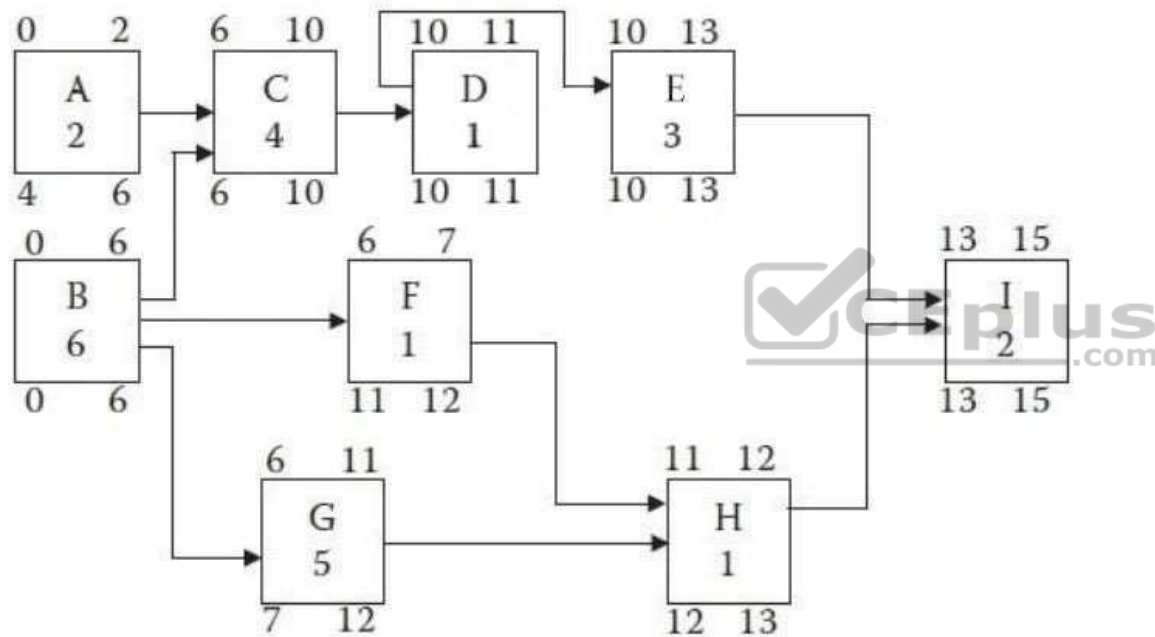 0 2 6 10 10 11 10 13
A C D E
2 4 1 3
4 6 6 10 10 11 10 13
0 6 6 7 13 15
B F I
6 1 2
0 6 11 12 13 15
CEplus
.com
6 11 11 12
G H
5 1
7 12 12 13